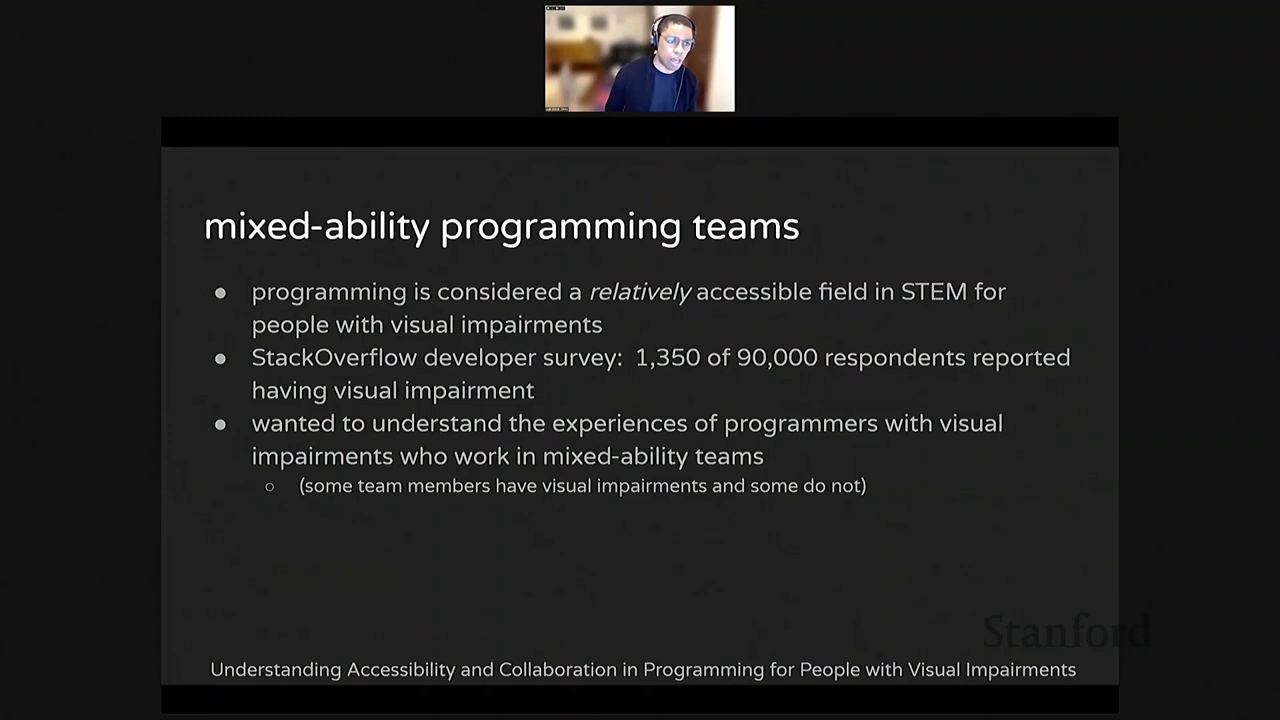 mixed-ability programming teams
● programming is considered a relatively accessible field in STEM for
people with visual impairments
● StackOverflow developer survey: 1,350 of 90,000 respondents reported
having visual impairment
● wanted to understand the experiences of programmers with visual
impairments who work in mixed-ability teams
○ (some team members have visual impairments and some do not)
Stanford
Understanding Accessibility and Collaboration in Programming for People with Visual Impairments